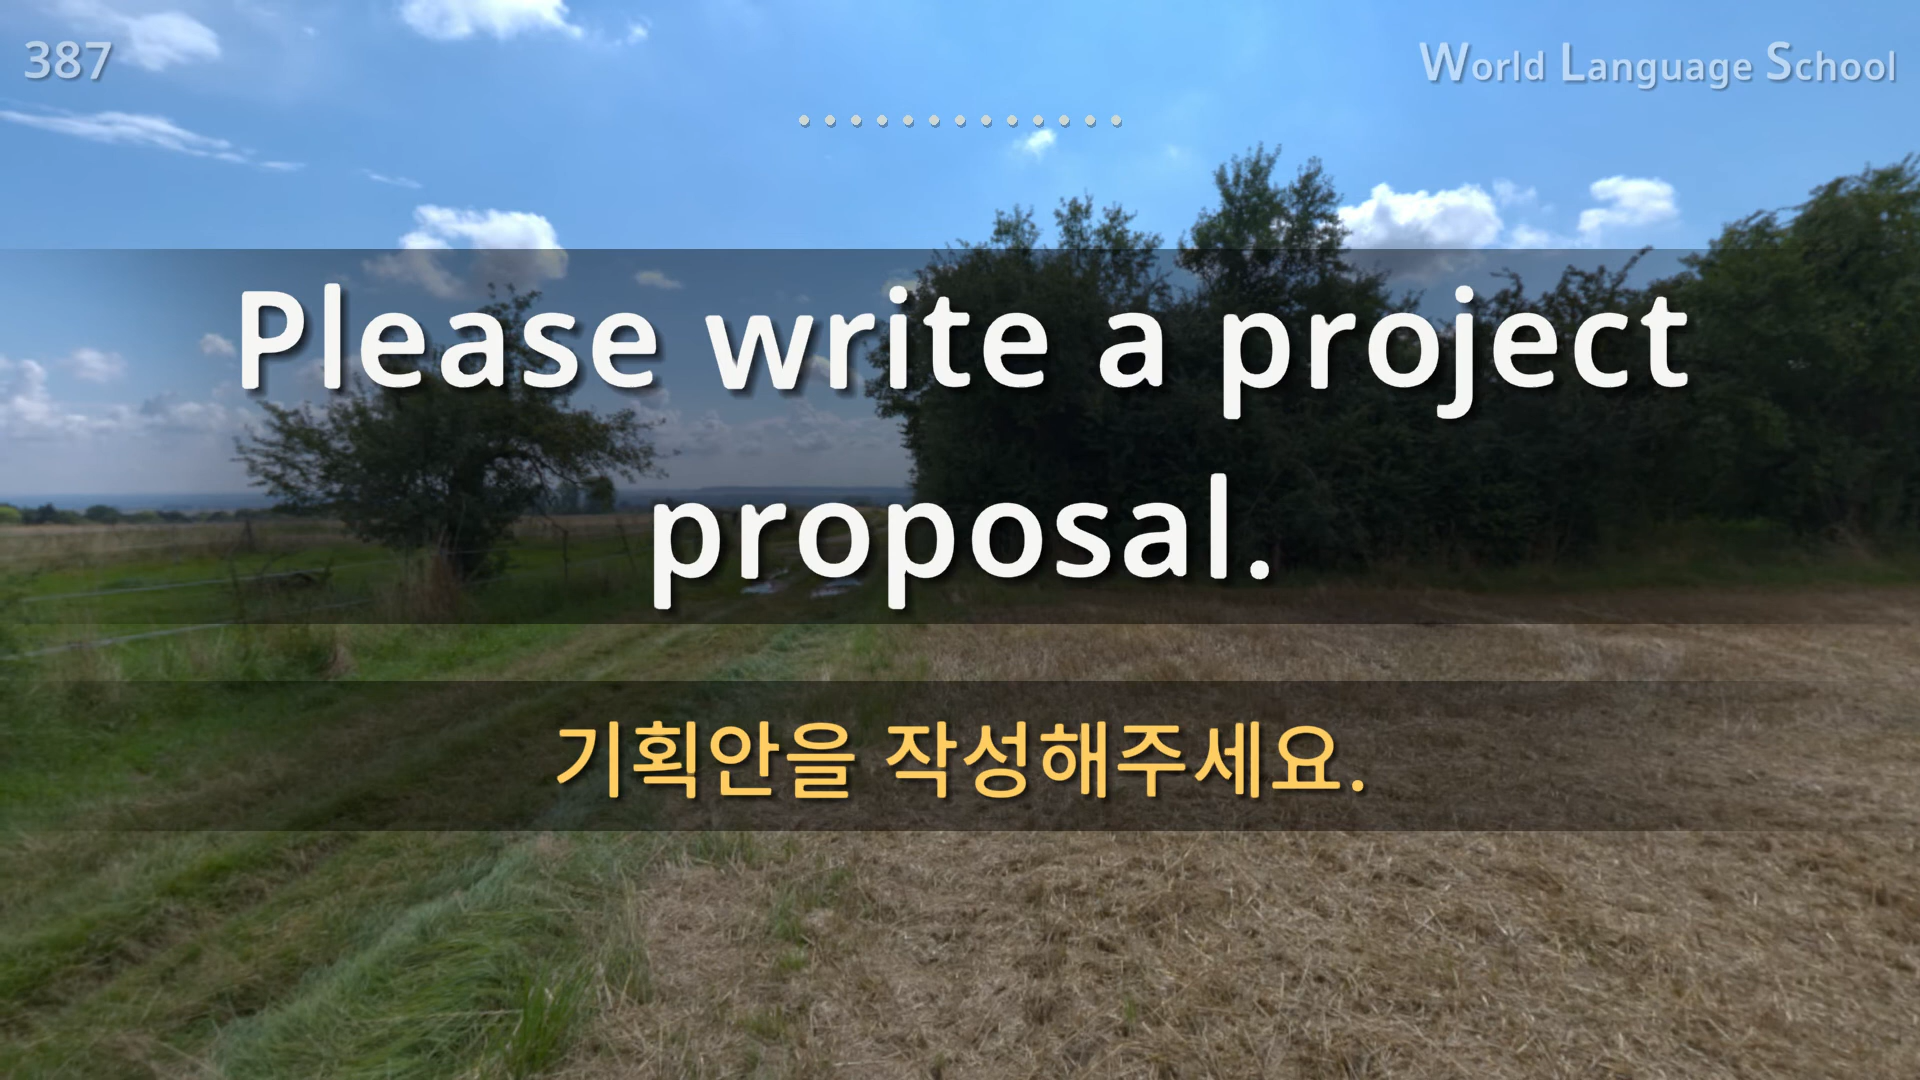 387
World Language School
Please write a project
proposal.
기획안을 작성해주세요.